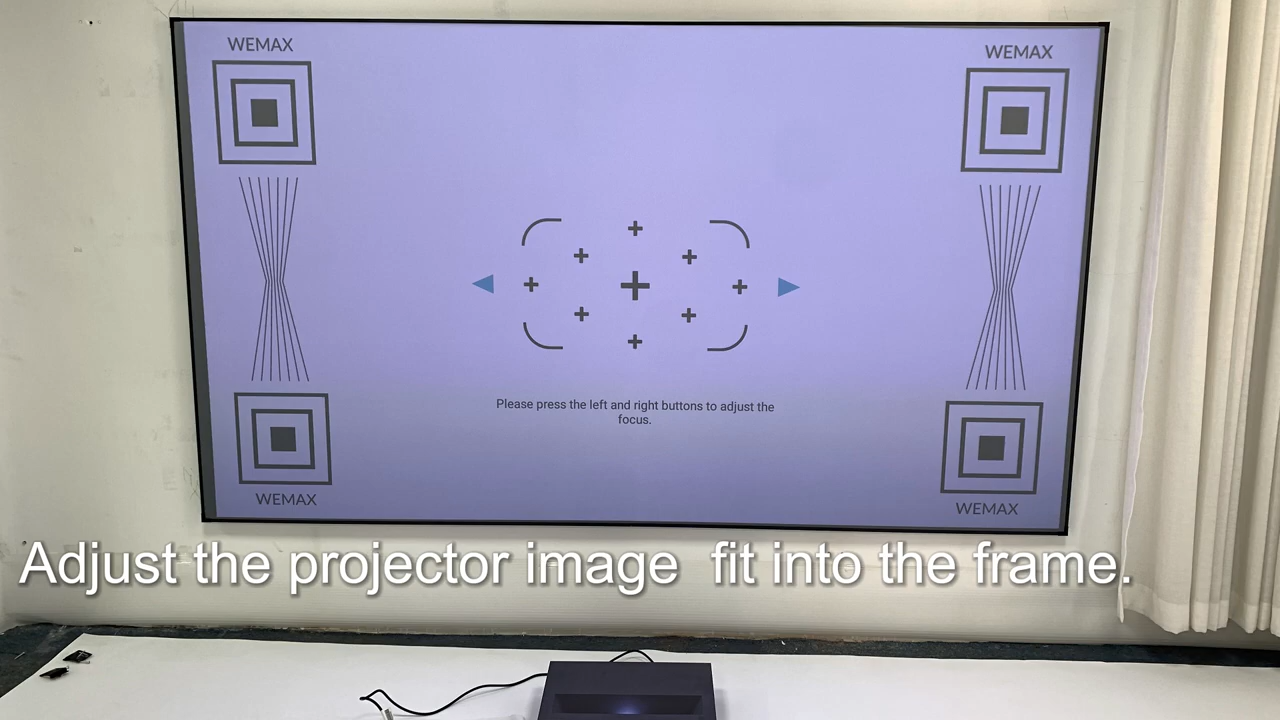 WEMAX
WEMAX
Please press the left and right buttons to adjust the
focus.
WEMAX
WEMAX
Adjust the projector image  fit into the frame.